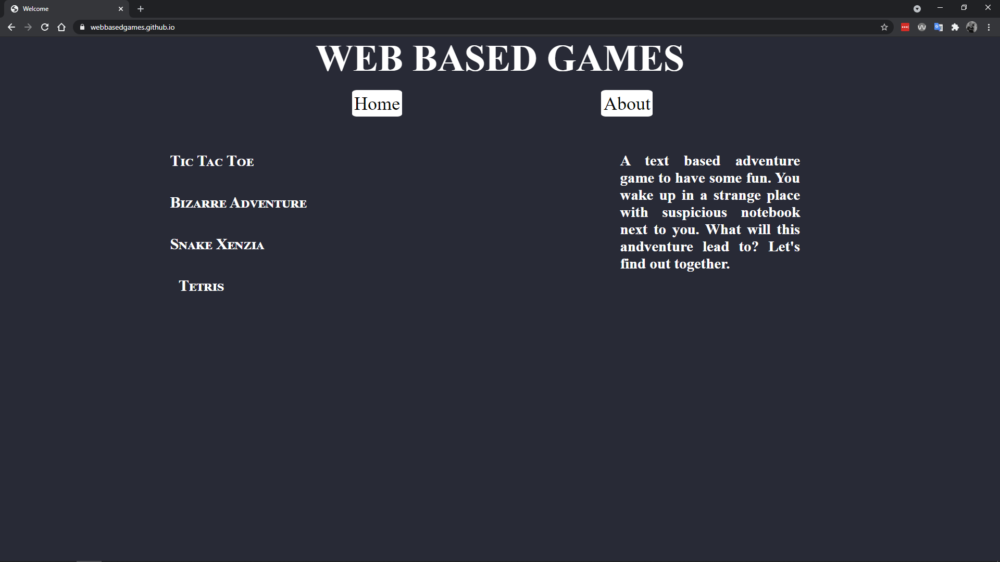 Welcome
webbasedgames.github.io
WEB BASED GAMES
Home
About
Tic Tac Toe
Bizarre Adventure
Snake Xenzia
Tetris
A text based adventure
game to have some fun. You
wake up in a strange place
with suspicious notebook
next to you. What will this
andventure lead to? Let's
find out together.